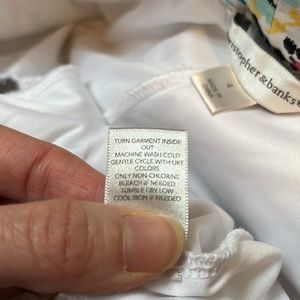 christopher&banks
TURN GARMENT INSIDE
OUT
MACHINE WASH COLD
GENTLE CYCLE WITH LIKE
COLORS
ONLY NON-CHLORINE
BLEACH IF NEEDED
TUMBLE DRY LOW
COOL IRON IF NEEDED